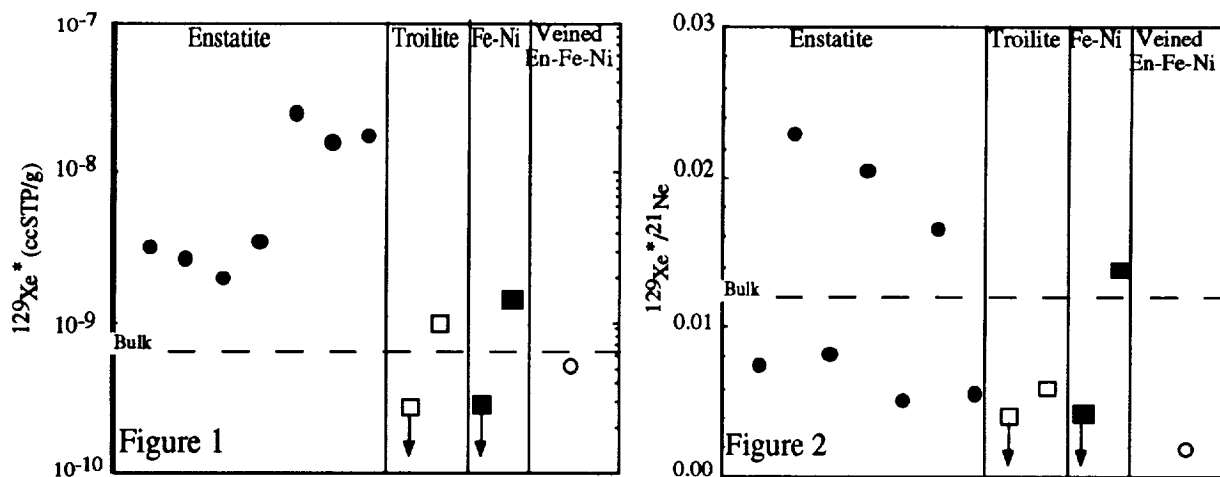 10-7
Enstatite
Troilite
Fe-Ni
Veined
En-Fe-Ni
129Xe* (ccSTP/g)
10-8
10-9
Bulk
10-10
Figure 1
0.03
Enstatite
Troilite
Fe-Ni
Veined
En-Fe-Ni
129Xe*/21Ne
0.02
Bulk
0.01
0.00
Figure 2